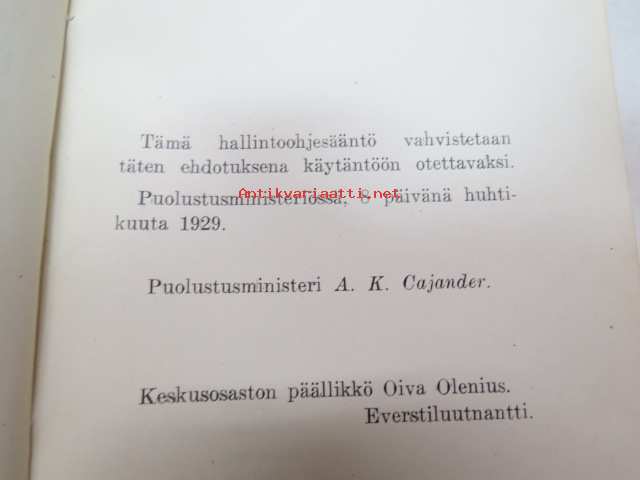 Tämä hallintoohjesääntö vahvistetaan
täten ehdotuksena käytäntöön otettavaksi.
Puolustusministeriössä, 8 päivänä huhti-
kuuta 1929.
Antikvariaatti.net
Puolustusministeri A. K. Cajander.
Keskusosaston päällikkö Oiva Olenius.
Everstiluutnantti.